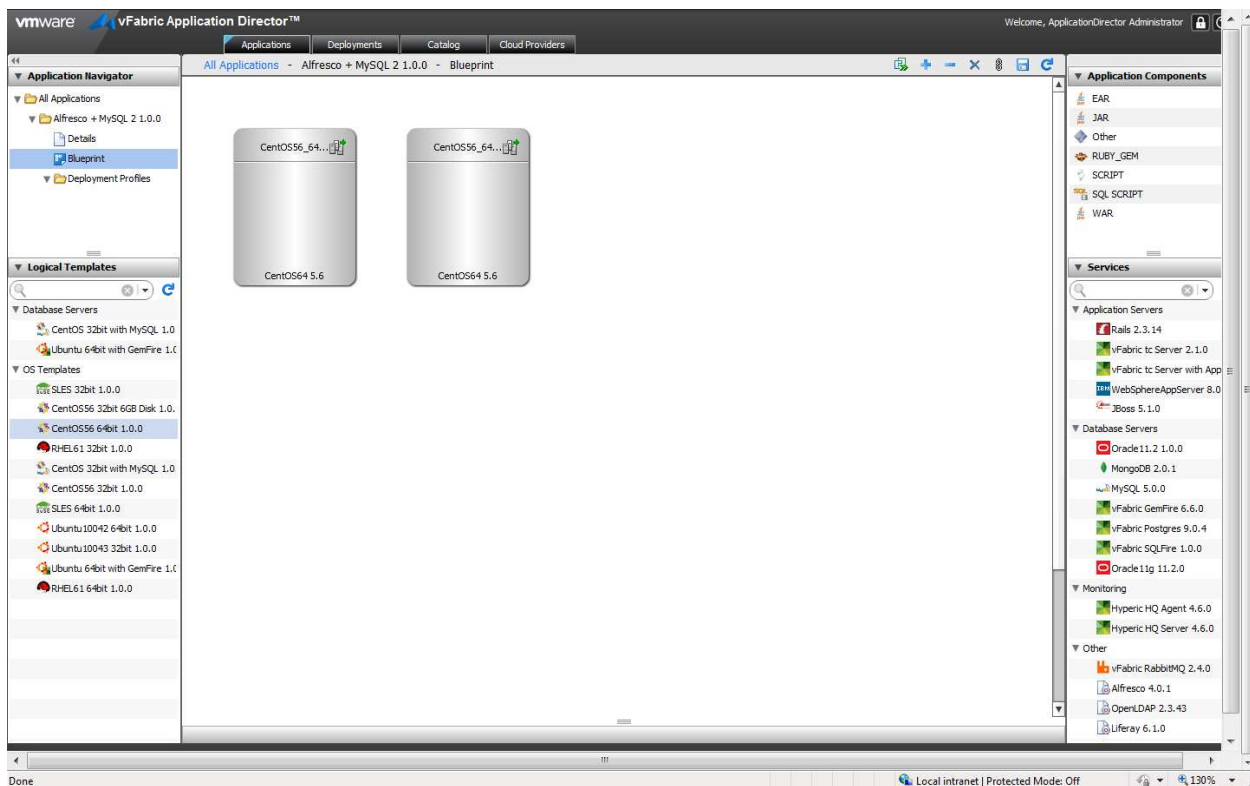 vmware vFabric Application Director™
Welcome, ApplicationDirector Administrator
Applications Deployments Catalog Cloud Providers
Application Navigator
All Applications
Alfresco + MySQL 2 1.0.0
Details
Blueprint
Deployment Profiles
Logical Templates
Database Servers
CentOS 32bit with MySQL 1.0
Ubuntu 64bit with GemFire 1.(
OS Templates
SLES 32bit 1.0.0
CentOS56 32bit 6GB Disk 1.0.
CentOS56 64bit 1.0.0
RHEL61 32bit 1.0.0
CentOS 32bit with MySQL 1.0
CentOS56 32bit 1.0.0
SLES 64bit 1.0.0
Ubuntu10042 64bit 1.0.0
Ubuntu10043 32bit 1.0.0
Ubuntu 64bit with GemFire 1.(
RHEL61 64bit 1.0.0
All Applications - Alfresco + MySQL 2 1.0.0 - Blueprint
CentOS56_64...
CentOS64 5.6
CentOS56_64...
CentOS64 5.6
Application Components
EAR
JAR
Other
RUBY_GEM
SCRIPT
SQL SCRIPT
WAR
Services
Application Servers
Rails 2.3.14
vFabric tc Server 2.1.0
vFabric tc Server with App
WebSphereAppServer 8.0
JBoss 5.1.0
Database Servers
Oracle11.2 1.0.0
MongoDB 2.0.1
MySQL 5.0.0
vFabric GemFire 6.6.0
vFabric Postgres 9.0.4
vFabric SQLFire 1.0.0
Oracle11g 11.2.0
Monitoring
Hyperic HQ Agent 4.6.0
Hyperic HQ Server 4.6.0
Other
vFabric RabbitMQ 2.4.0
Alfresco 4.0.1
OpenLDAP 2.3.43
Liferay 6.1.0
Done
Local intranet | Protected Mode: Off
130%